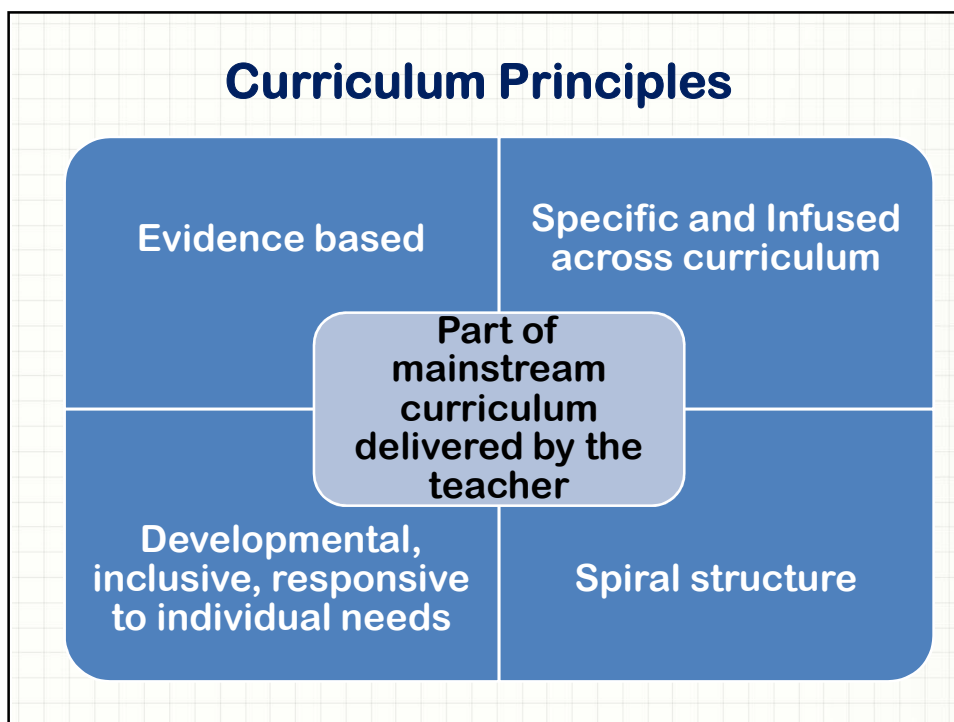 Curriculum Principles
Evidence based
Specific and Infused
across curriculum
Part of
mainstream
curriculum
delivered by the
teacher
Developmental,
inclusive, responsive
to individual needs
Spiral structure